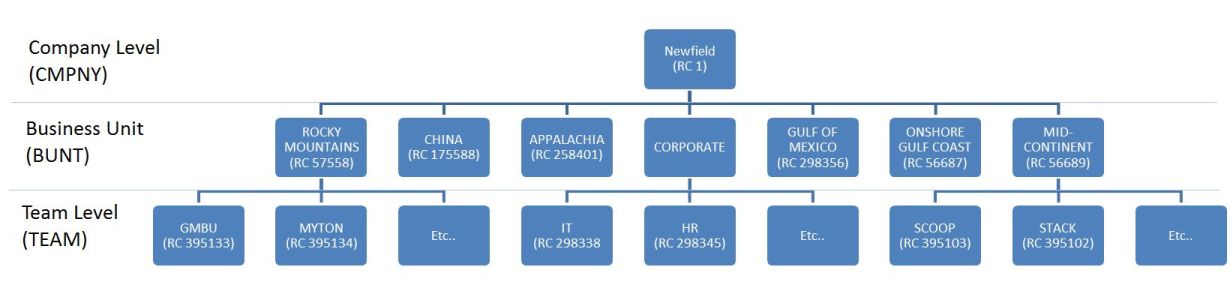 Company Level
(CMPNY)
Newfield
(RC 1)
Business Unit
(BUNT)
ROCKY
MOUNTAINS
(RC 57558)
CHINA
(RC 175588)
APPALACHIA
(RC 258401)
CORPORATE
GULF OF
MEXICO
(RC 298356)
ONSHORE
GULF COAST
(RC 56687)
MID-
CONTINENT
(RC 56689)
Team Level
(TEAM)
GMBU
(RC 395133)
MYTON
(RC 395134)
Etc..
IT
(RC 298338
HR
(RC 298345)
Etc..
SCOOP
(RC 395103)
STACK
(RC 395102)
Etc..